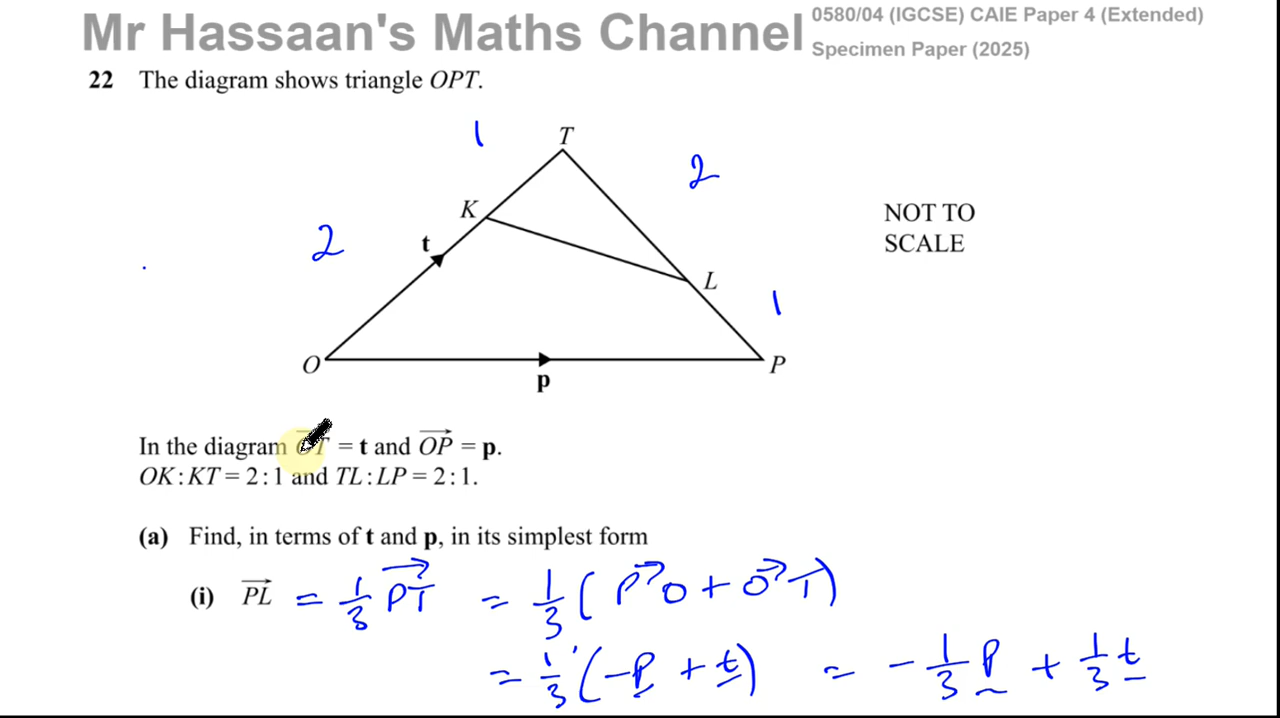 Mr Hassaan's Maths Channel
0580/04 (IGCSE) CAIE Paper 4 (Extended)
Specimen Paper (2025)
22 The diagram shows triangle OPT.
1
T
2
K
NOT TO
SCALE
2
t
L
1
O
P
p
In the diagram OT = t and OP = p.
OK : KT = 2 : 1 and TL : LP = 2 : 1.
(a) Find, in terms of t and p, in its simplest form
(i) PL = 1/3 PT = 1/3 ( PO + OT )
= 1/3 ( -p + t ) = - 1/3 p + 1/3 t